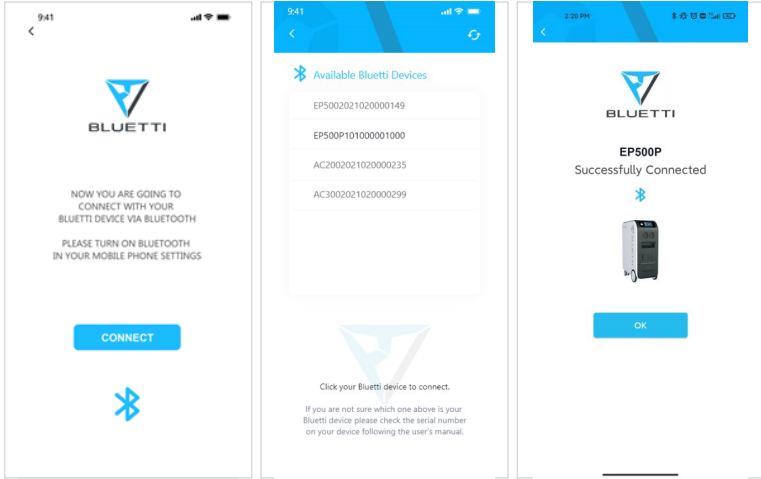 9:41
BLUETTI
NOW YOU ARE GOING TO
CONNECT WITH YOUR
BLUETTI DEVICE VIA BLUETOOTH
PLEASE TURN ON BLUETOOTH
IN YOUR MOBILE PHONE SETTINGS
CONNECT
9:41
Available Bluetti Devices
EP5002021020000149
EP500P101000001000
AC2002021020000235
AC3002021020000299
Click your Bluetti device to connect.
If you are not sure which one above is your
Bluetti device please check the serial number
on your device following the user's manual.
2:20 PM
BLUETTI
EP500P
Successfully Connected
OK